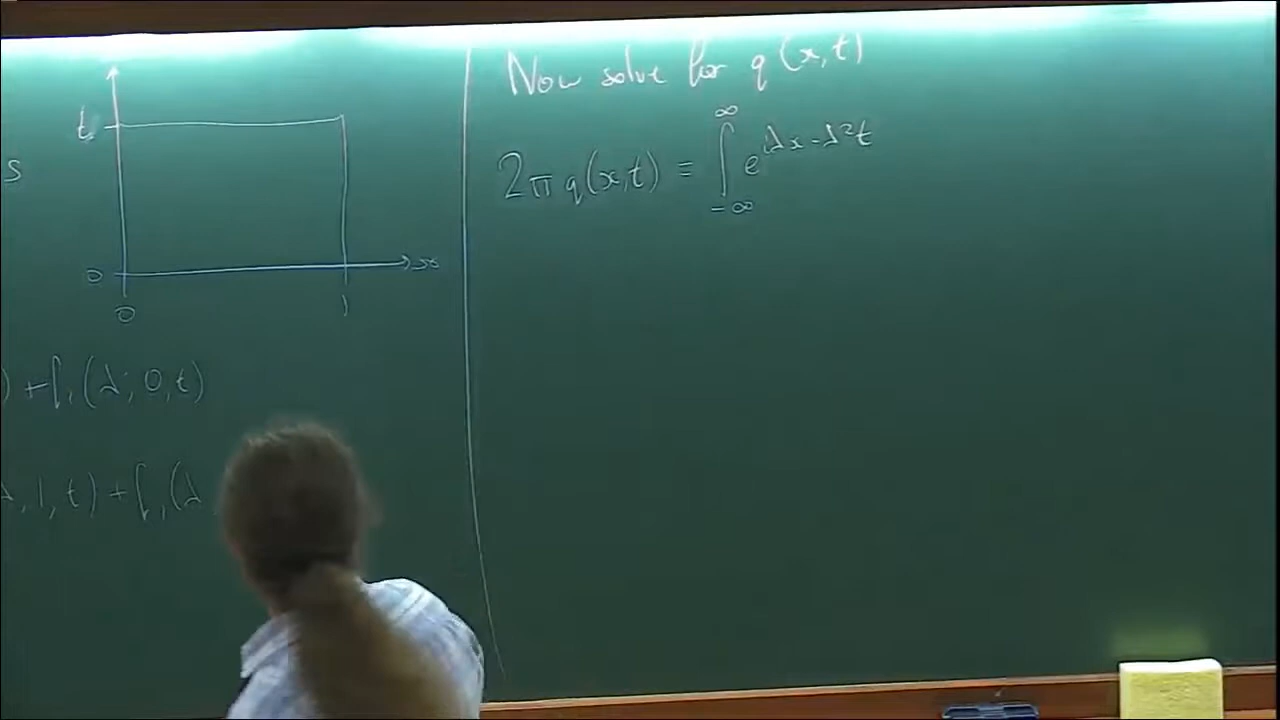 t
S
0
x
0
1
) + f₁(λ; 0, t)
λ, 1, t) + f₁(λ
Now solve for q(x,t)
2π q(x,t) = ∫_{-∞}^{∞} e^{iλx - λ²t}